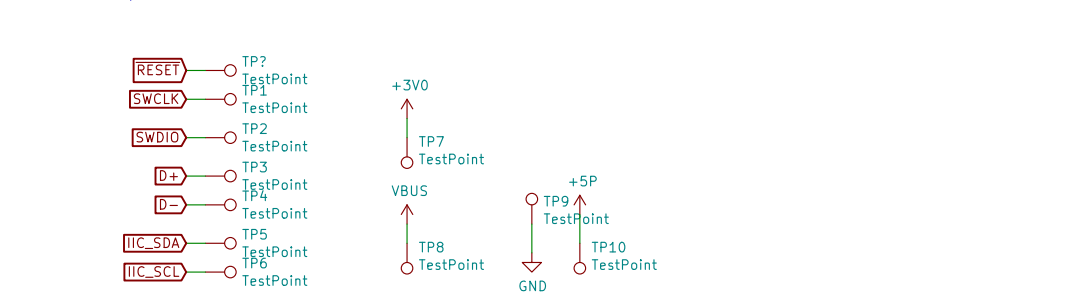 RESET
TP?
TestPoint
SWCLK
TP1
TestPoint
SWDIO
TP2
TestPoint
D+
TP3
TestPoint
D-
TP4
TestPoint
IIC_SDA
TP5
TestPoint
IIC_SCL
TP6
TestPoint
+3V0
TP7
TestPoint
VBUS
TP8
TestPoint
TP9
TestPoint
GND
+5P
TP10
TestPoint